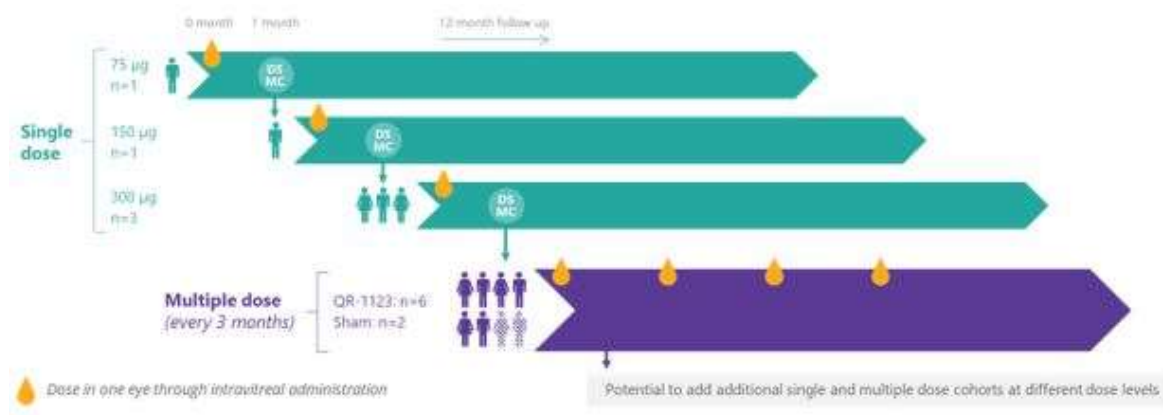 0 month 1 month 12 month follow up
75 µg
n=1
DS
MC
Single
dose
150 µg
n=1
DS
MC
300 µg
n=3
DS
MC
Multiple dose
(every 3 months)
QR-1123: n=6
Sham: n=2
Dose in one eye through intravitreal administration
Potential to add additional single and multiple dose cohorts at different dose levels